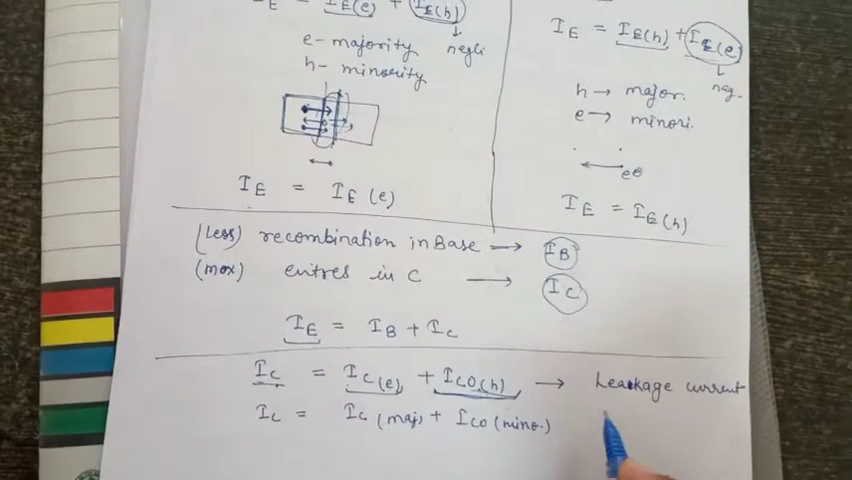 I_E = I_E(e) + I_E(h)
negli
e- majority
h- minority
I_E = I_E(e)
I_E = I_E(h) + I_E(e)
neg.
h → major.
e → minori.
e⊖
I_E = I_E(h)
(Less) recombination in Base → I_B
(max) entres in C → I_C
I_E = I_B + I_C
I_C = I_C(e) + I_CO(h) → Leakage current
I_C = I_C (maj) + I_CO (mino.)